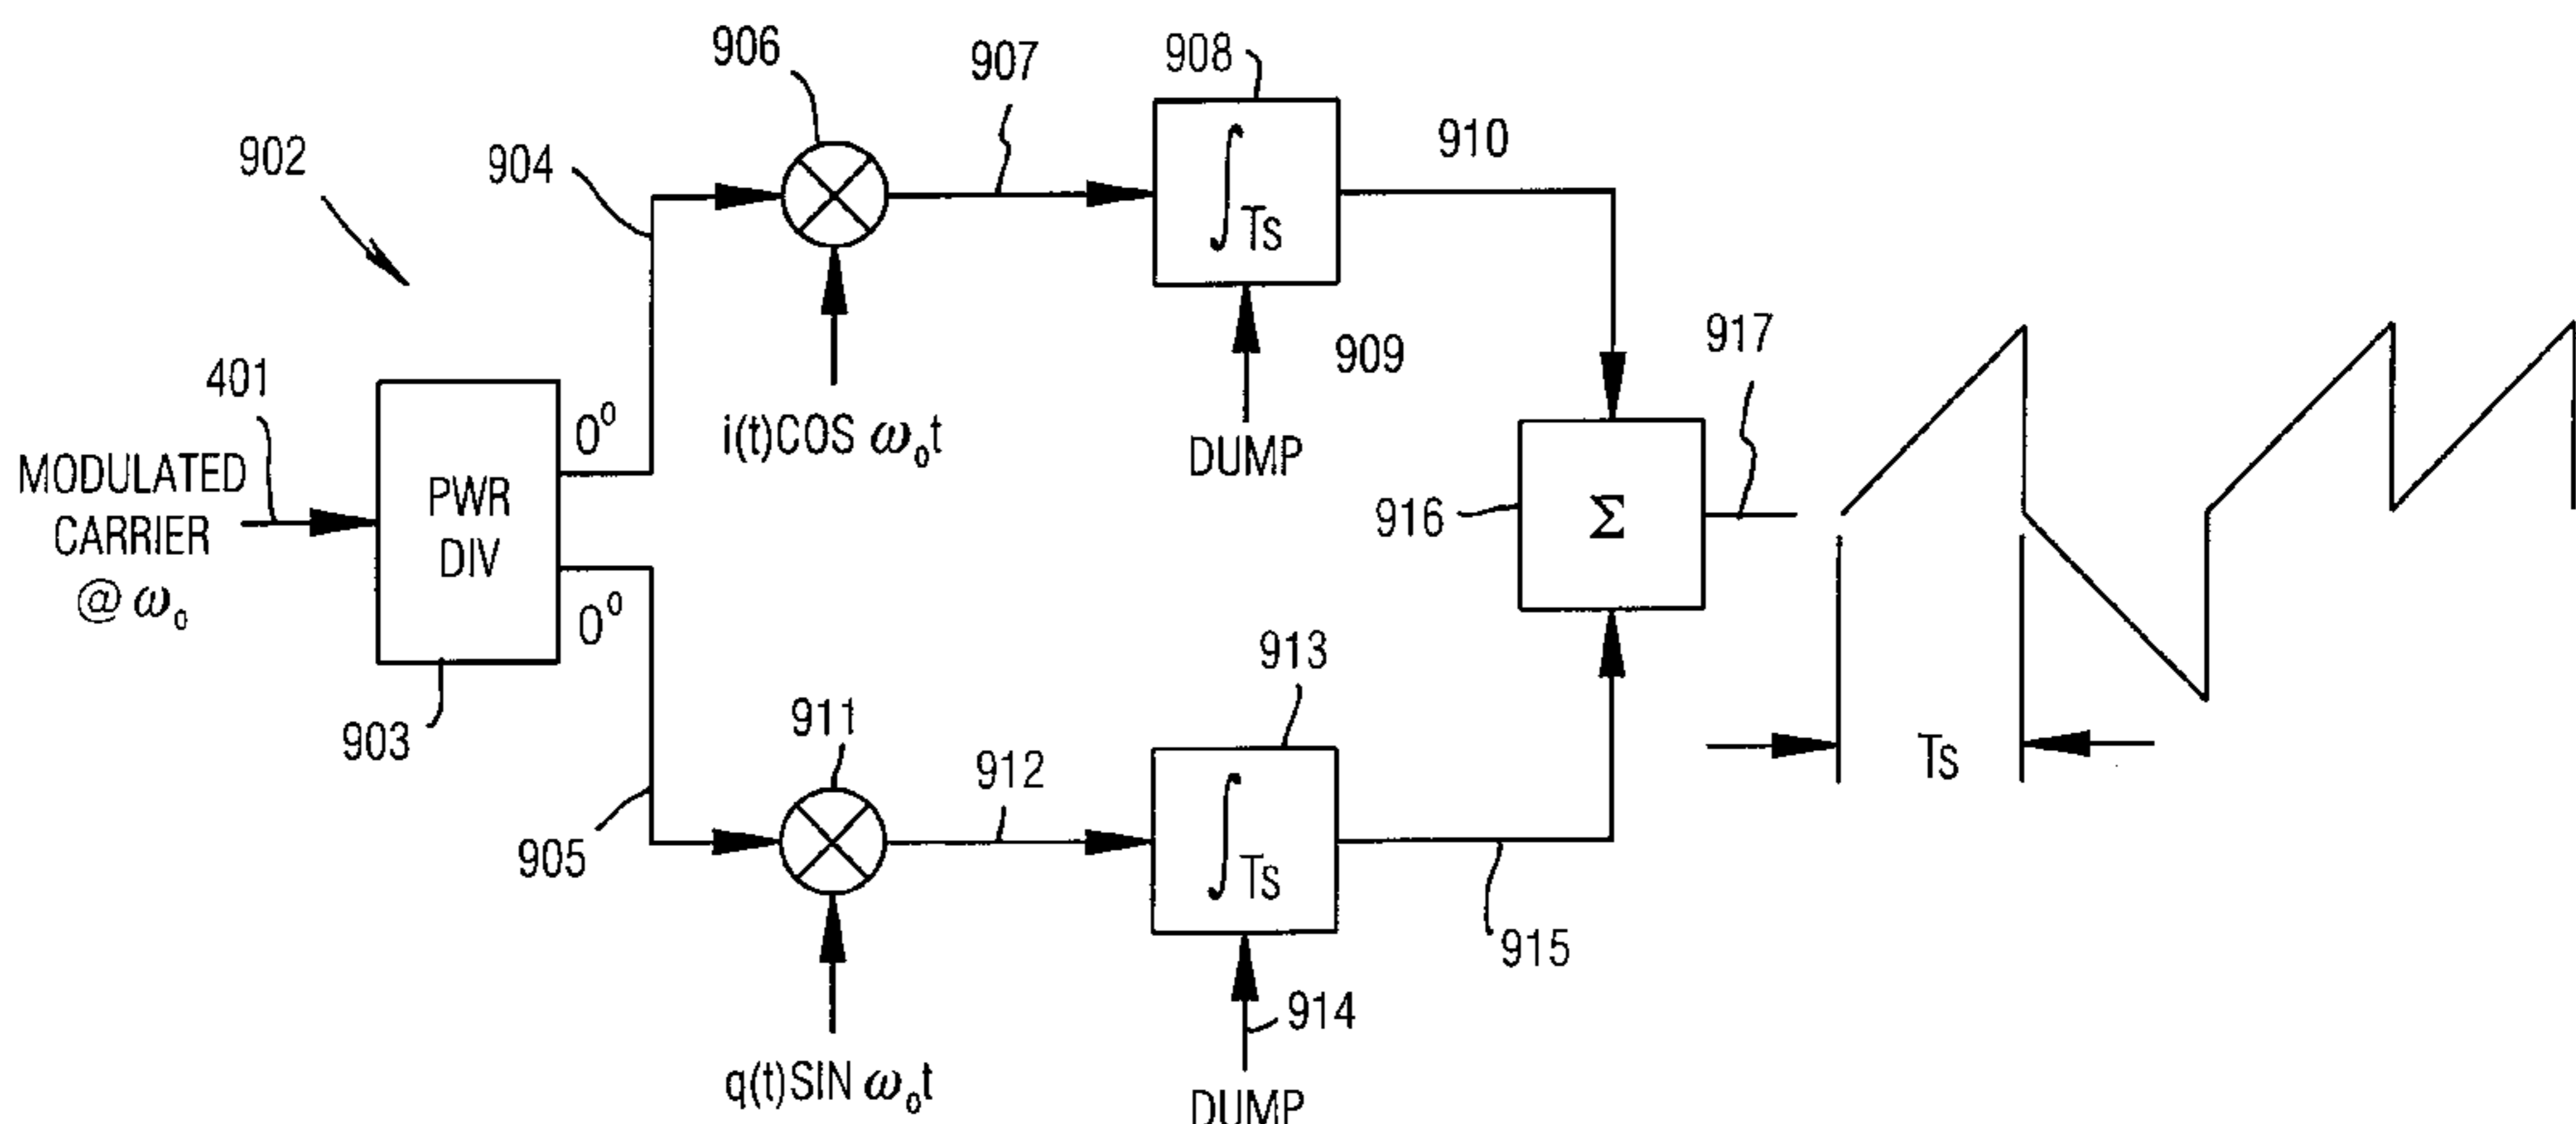 906
907
908
910
902
904
∫Ts
401
0⁰
i(t)COS ω₀t
909
DUMP
917
MODULATED
CARRIER
@ ω₀
PWR
DIV
916
Σ
0⁰
903
911
912
913
Ts
905
∫Ts
915
914
q(t)SIN ω₀t
DUMP